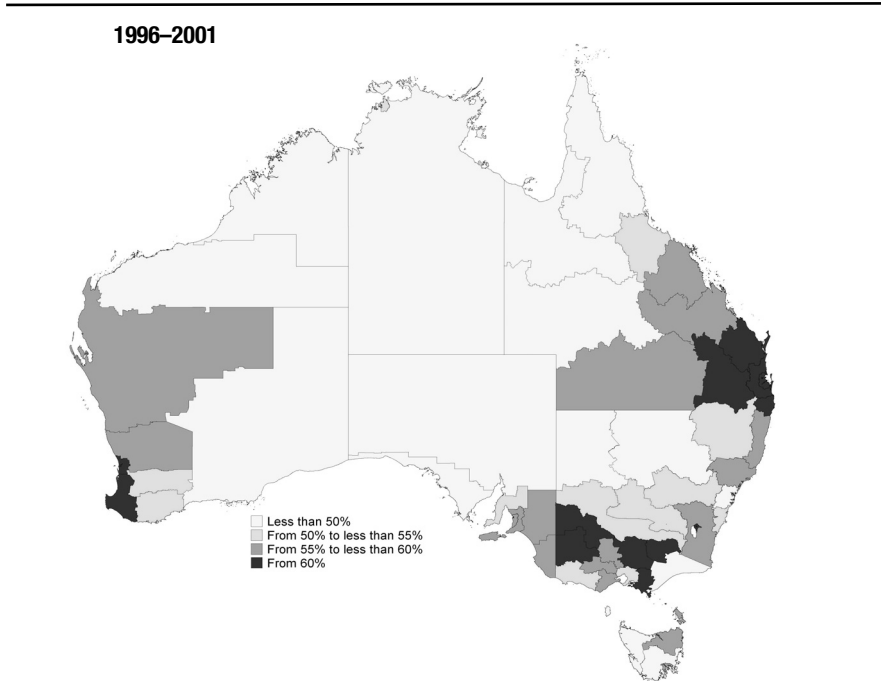 1996–2001
Less than 50%
From 50% to less than 55%
From 55% to less than 60%
From 60%